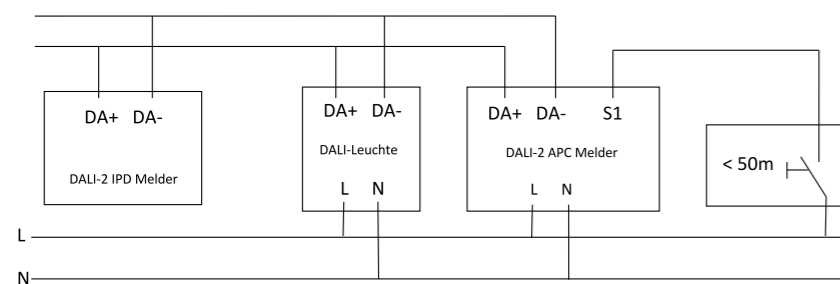 DA+ DA-
DALI-2 IPD Melder
DA+ DA-
DALI-Leuchte
L N
DA+ DA- S1
DALI-2 APC Melder
L N
< 50m
L
N